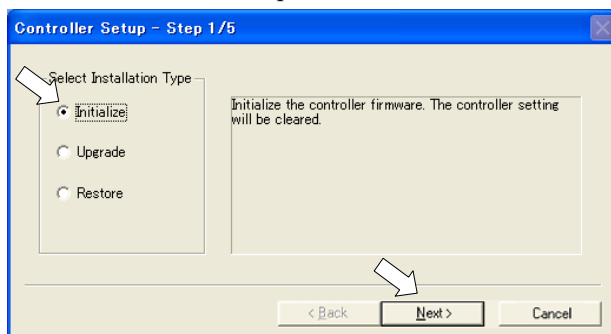 Controller Setup - Step 1/5
Select Installation Type
Initialize
Upgrade
Restore
Initialize the controller firmware. The controller setting
will be cleared.
< Back
Next >
Cancel